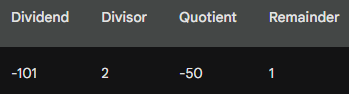 Dividend Divisor Quotient Remainder
-101 2 -50 1